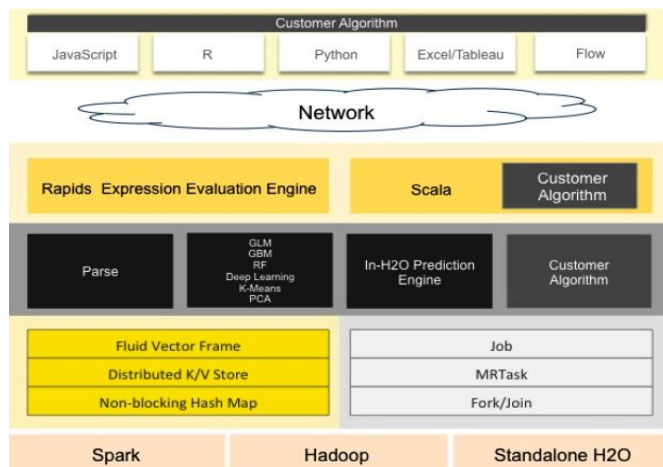 Customer Algorithm
JavaScript
R
Python
Excel/Tableau
Flow
Network
Rapids Expression Evaluation Engine
Scala
Customer
Algorithm
Parse
GLM
GBM
RF
Deep Learning
K-Means
PCA
In-H2O Prediction
Engine
Customer
Algorithm
Fluid Vector Frame
Distributed K/V Store
Non-blocking Hash Map
Job
MRTask
Fork/Join
Spark
Hadoop
Standalone H2O